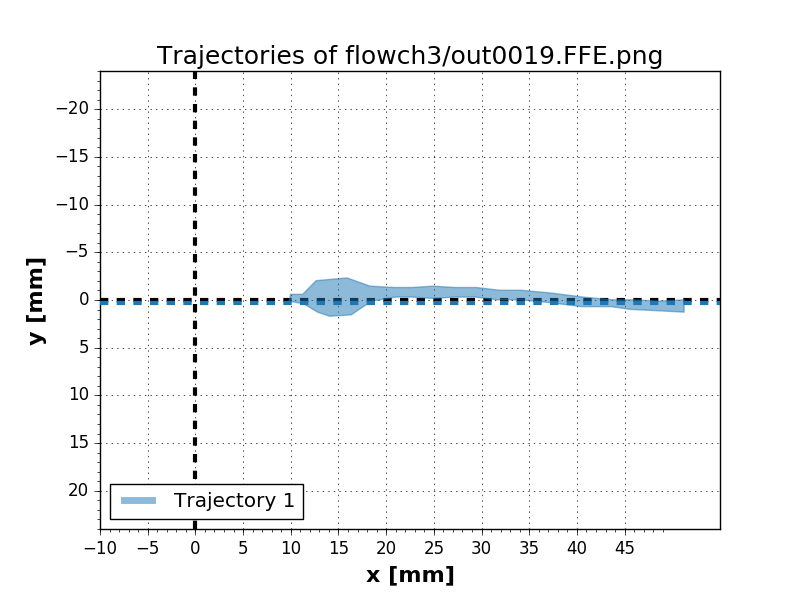 Trajectories of flowch3/out0019.FFE.png
y [mm]
−20
−15
−10
−5
0
5
10
15
20
Trajectory 1
−10 −5 0 5 10 15 20 25 30 35 40 45
x [mm]